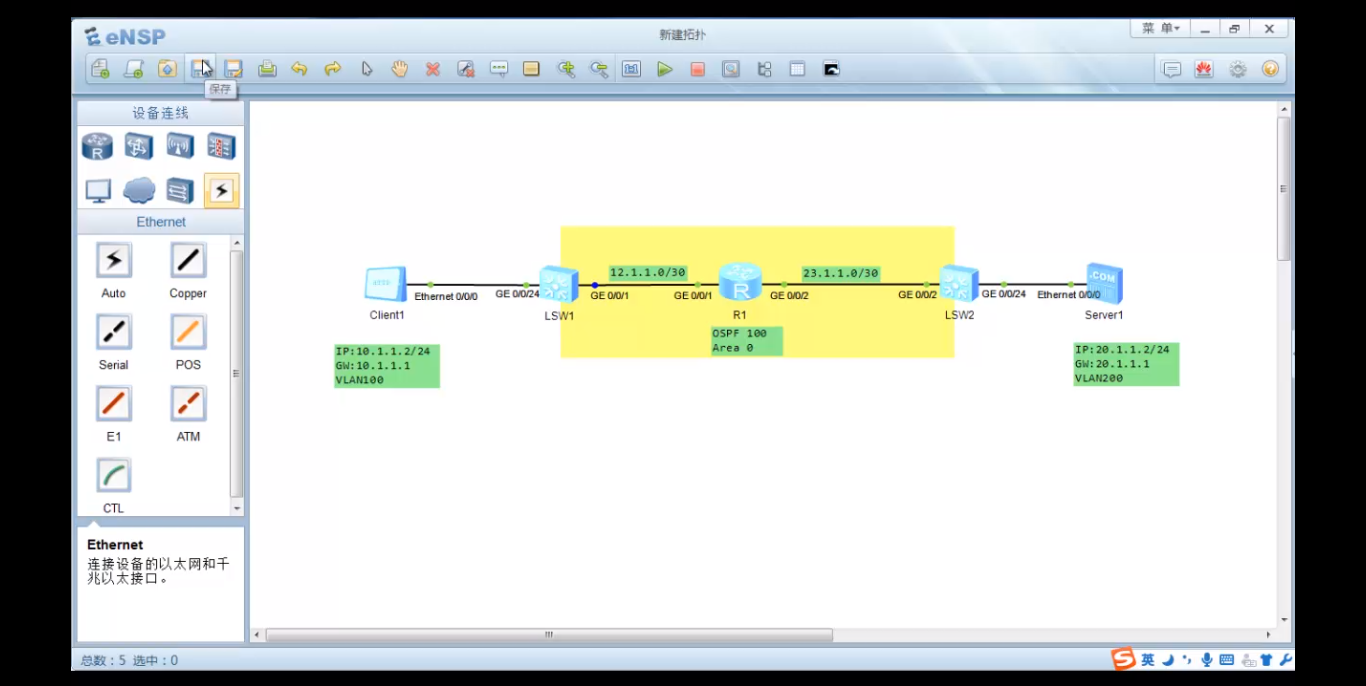 eNSP
新建拓扑
菜 单
保存
设备连线
R
Ethernet
Auto
Copper
Serial
POS
E1
ATM
CTL
Ethernet
连接设备的以太网和千
兆以太接口。
12.1.1.0/30
23.1.1.0/30
HTTP
R
.COM
Ethernet 0/0/0
GE 0/0/24
GE 0/0/1
GE 0/0/1
GE 0/0/2
GE 0/0/2
GE 0/0/24
Ethernet 0/0/0
Client1
LSW1
R1
LSW2
Server1
OSPF 100
Area 0
IP:10.1.1.2/24
GW:10.1.1.1
VLAN100
IP:20.1.1.2/24
GW:20.1.1.1
VLAN200
总数：5 选中：0
S 英